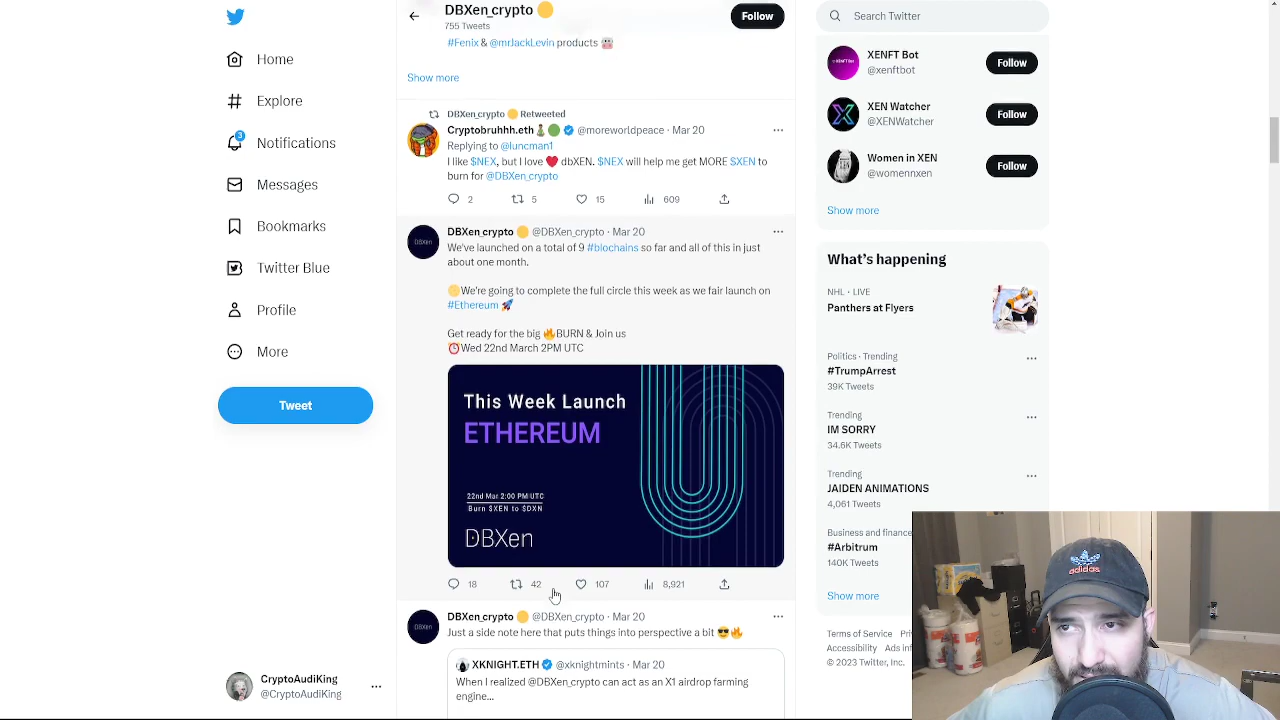 DBXen_crypto
755 Tweets
Follow
#Fenix & @mrJackLevin products
Show more
DBXen_crypto Retweeted
Cryptobruhhh.eth @moreworldpeace · Mar 20
Replying to @luncman1
I like $NEX, but I love dbXEN. $NEX will help me get MORE $XEN to
burn for @DBXen_crypto
2 5 15 609
DBXen_crypto @DBXen_crypto · Mar 20
We've launched on a total of 9 #blochains so far and all of this in just
about one month.
We're going to complete the full circle this week as we fair launch on
#Ethereum
Get ready for the big BURN & Join us
Wed 22nd March 2PM UTC
This Week Launch
ETHEREUM
22nd Mar 2:00 PM UTC
Burn $XEN to $DXN
DBXen
18 42 107 8,921
DBXen_crypto @DBXen_crypto · Mar 20
Just a side note here that puts things into perspective a bit
XKNIGHT.ETH @xknightmints · Mar 20
When I realized @DBXen_crypto can act as an X1 airdrop farming
engine...
Home
Explore
3
Notifications
Messages
Bookmarks
Twitter Blue
Profile
More
Tweet
CryptoAudiKing
@CryptoAudiKing
Search Twitter
XENFT Bot
@xenftbot
Follow
XEN Watcher
@XENWatcher
Follow
Women in XEN
@womennxen
Follow
Show more
What's happening
NHL · LIVE
Panthers at Flyers
Politics · Trending
#TrumpArrest
39K Tweets
Trending
IM SORRY
34.6K Tweets
Trending
JAIDEN ANIMATIONS
4,061 Tweets
Business and finance
#Arbitrum
140K Tweets
Show more
Terms of Service Pri
Accessibility Ads in
© 2023 Twitter, Inc.
adidas